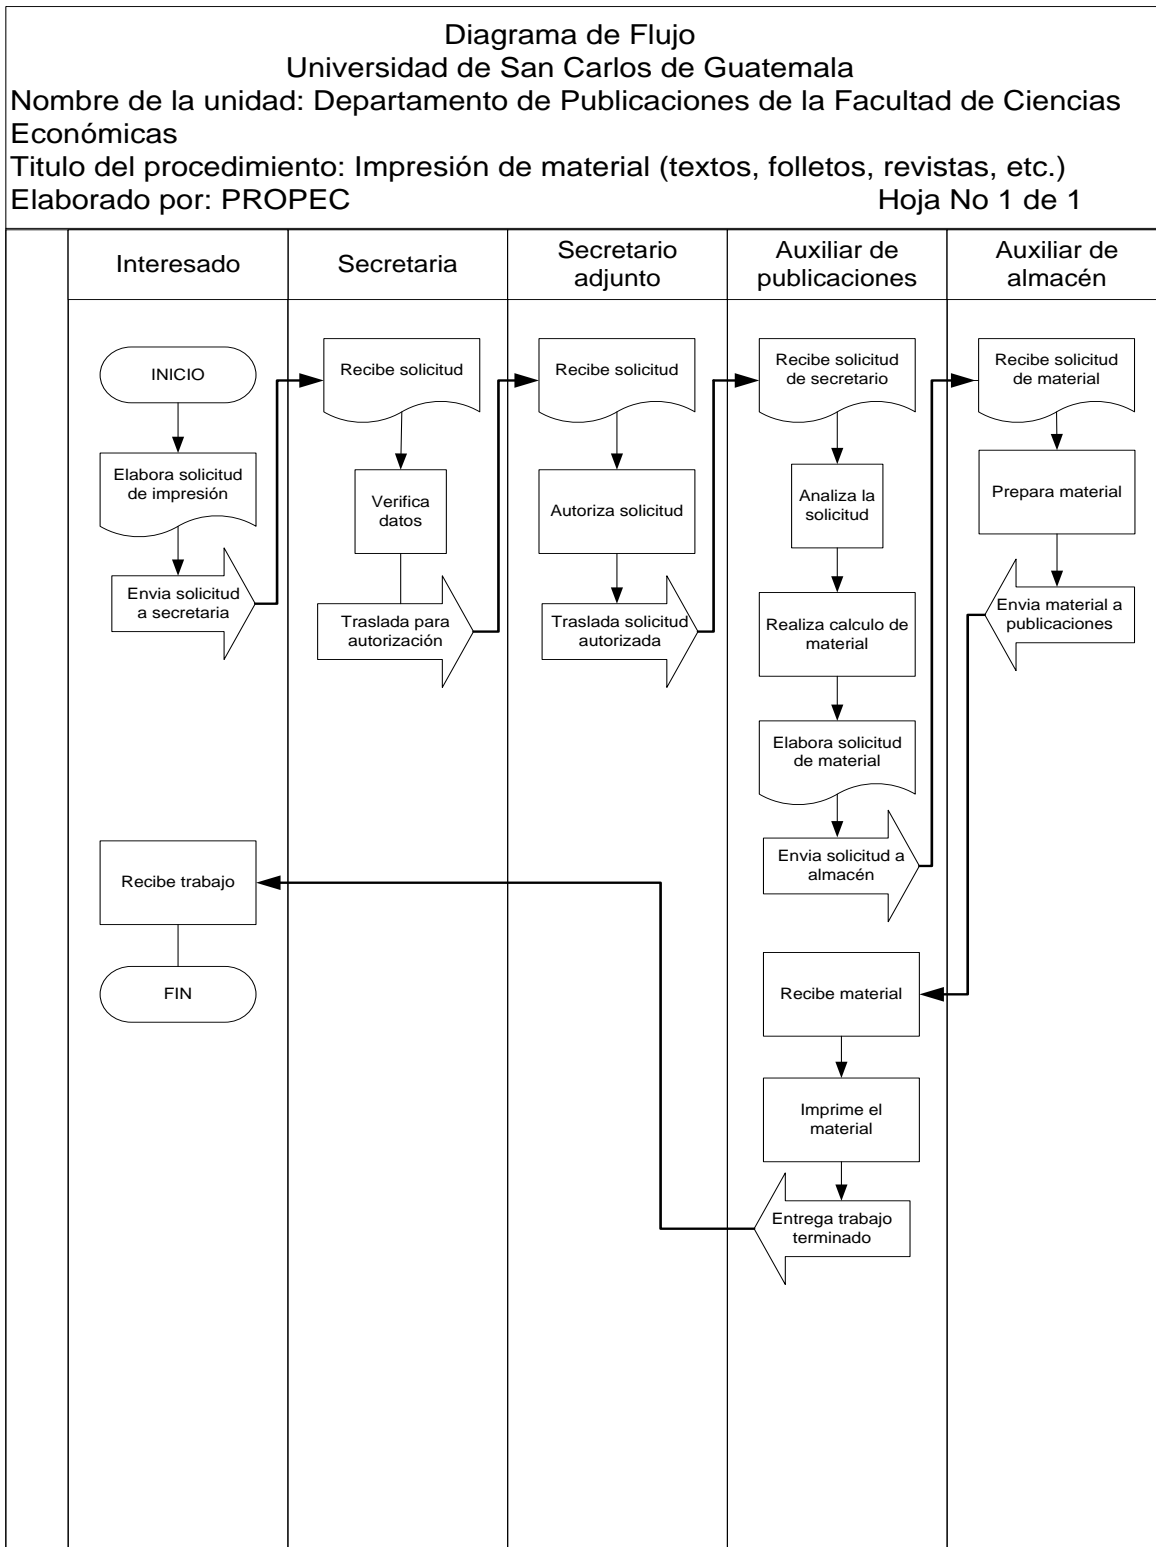 Diagrama de Flujo
Universidad de San Carlos de Guatemala
Nombre de la unidad: Departamento de Publicaciones de la Facultad de Ciencias
Económicas
Titulo del procedimiento: Impresión de material (textos, folletos, revistas, etc.)
Elaborado por: PROPEC Hoja No 1 de 1
Interesado
Secretaria
Secretario
adjunto
Auxiliar de
publicaciones
Auxiliar de
almacén
INICIO
Elabora solicitud
de impresión
Envia solicitud
a secretaria
Recibe solicitud
Verifica
datos
Traslada para
autorización
Recibe solicitud
Autoriza solicitud
Traslada solicitud
autorizada
Recibe solicitud
de secretario
Analiza la
solicitud
Realiza calculo de
material
Elabora solicitud
de material
Envia solicitud a
almacén
Recibe solicitud
de material
Prepara material
Envia material a
publicaciones
Recibe material
Imprime el
material
Entrega trabajo
terminado
Recibe trabajo
FIN